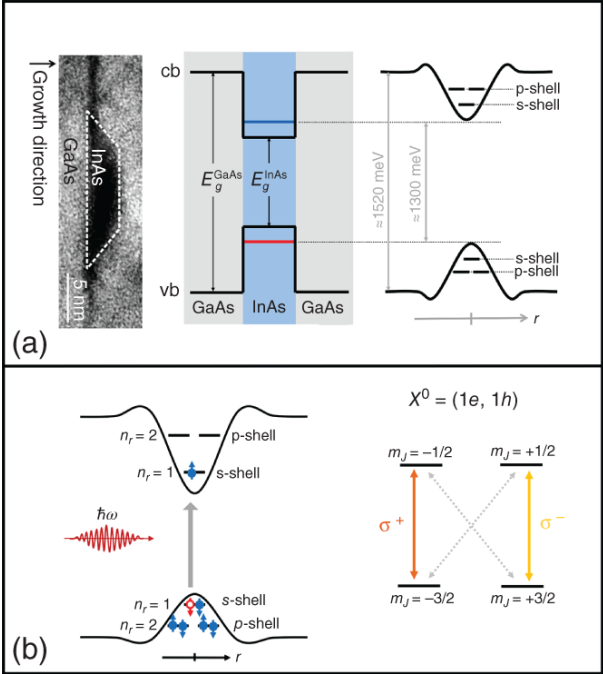 Growth direction
GaAs
InAs
5 nm
cb
vb
E_g^GaAs
E_g^InAs
GaAs
InAs
GaAs
≈1520 meV
≈1300 meV
p-shell
s-shell
s-shell
p-shell
r
(a)
n_r = 2
p-shell
n_r = 1
s-shell
ℏω
n_r = 1
s-shell
n_r = 2
p-shell
r
(b)
X⁰ = (1e, 1h)
m_J = −1/2
m_J = +1/2
σ⁺
σ⁻
m_J = −3/2
m_J = +3/2